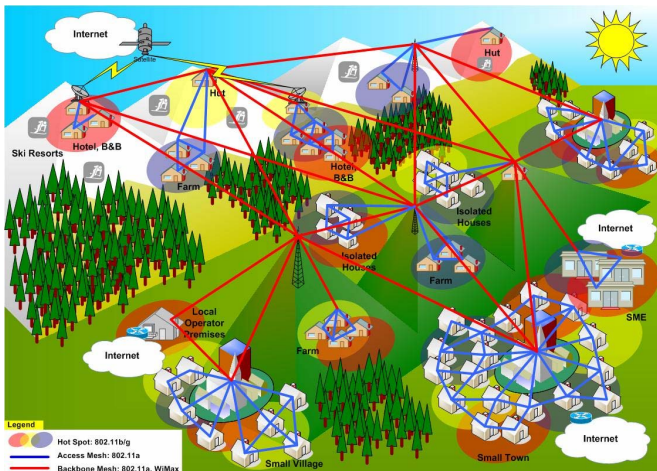 Internet
Satellite
Hut
Hut
Ski Resorts
Hotel, B&B
Farm
Hotel,
B&B
Isolated
Houses
Isolated
Houses
Farm
Internet
SME
Local
Operator
Premises
Internet
Farm
Small Village
Small Town
Internet
Legend
Hot Spot: 802.11b/g
Access Mesh: 802.11a
Backbone Mesh: 802.11a, WiMax